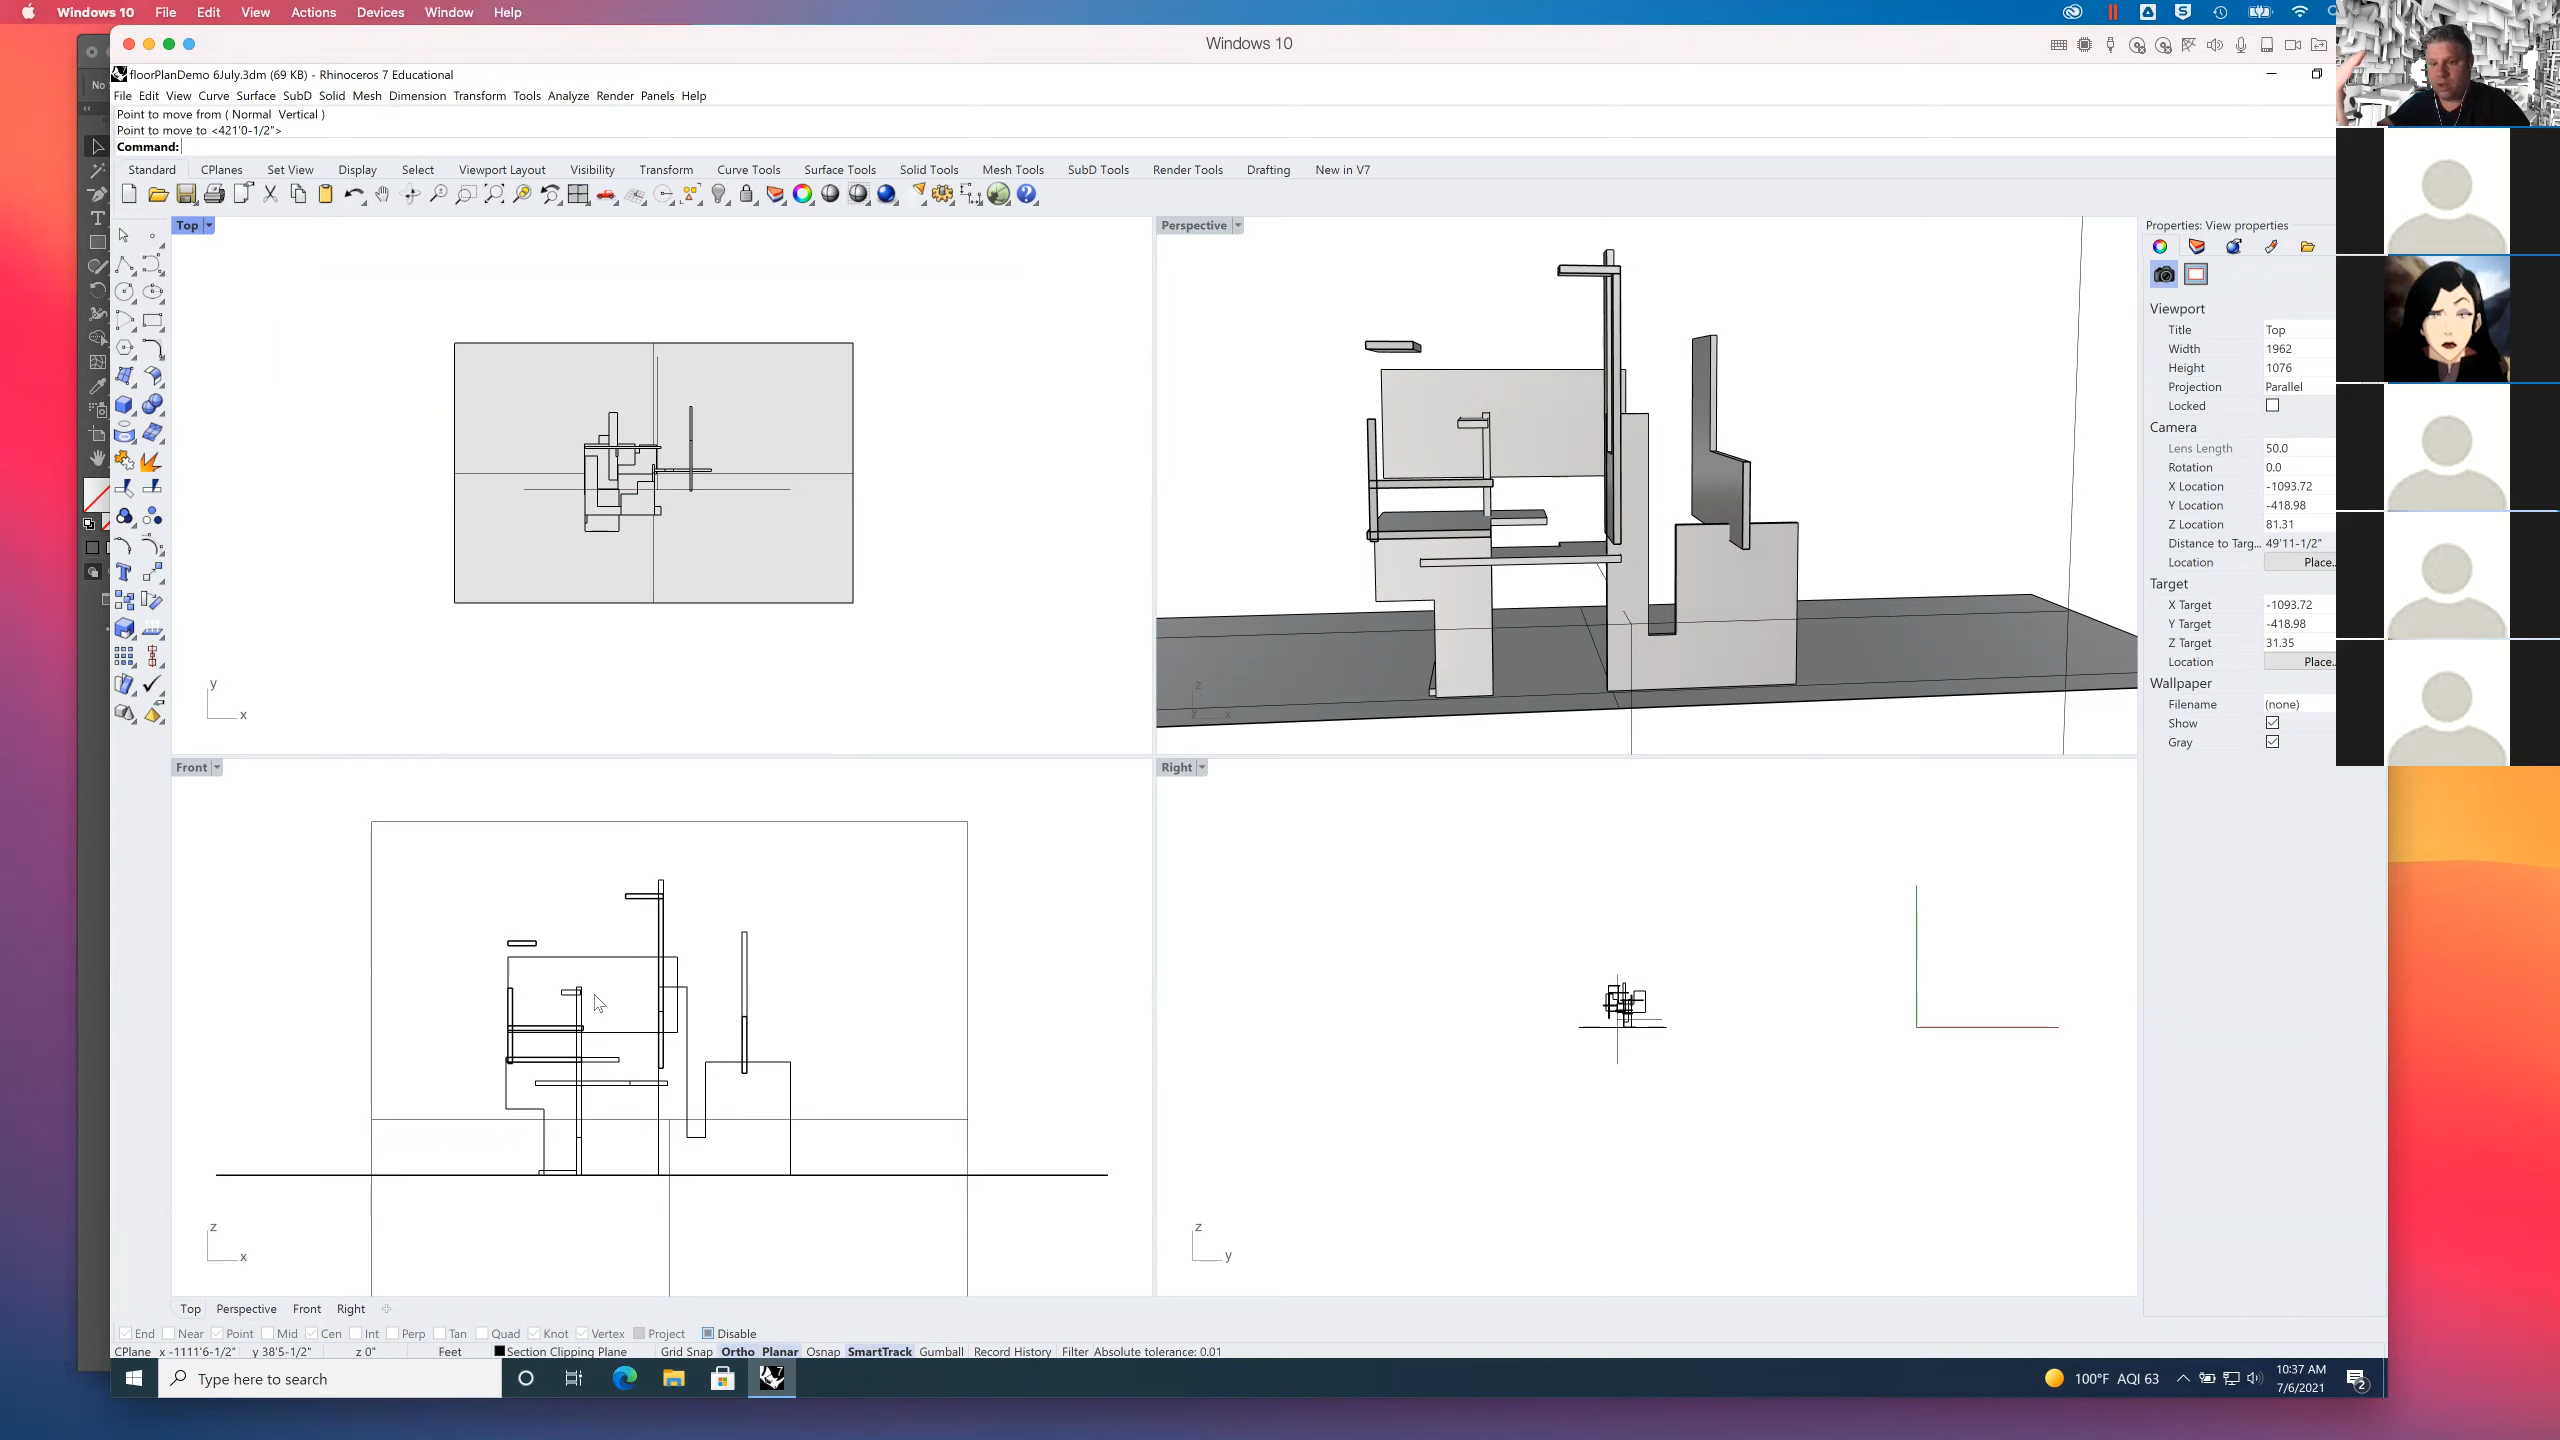 Windows 10 File Edit View Actions Devices Window Help
Windows 10
No
floorPlanDemo 6July.3dm (69 KB) - Rhinoceros 7 Educational
File Edit View Curve Surface SubD Solid Mesh Dimension Transform Tools Analyze Render Panels Help
Point to move from ( Normal Vertical )
Point to move to <421'0-1/2">
Command:
Standard CPlanes Set View Display Select Viewport Layout Visibility Transform Curve Tools Surface Tools Solid Tools Mesh Tools SubD Tools Render Tools Drafting New in V7
Top
Perspective
Properties: View properties
Viewport
Title Top
Width 1962
Height 1076
Projection Parallel
Locked
Camera
Lens Length 50.0
Rotation 0.0
X Location -1093.72
Y Location -418.98
Z Location 81.31
Distance to Targ... 49'11-1/2"
Location Place..
Target
X Target -1093.72
Y Target -418.98
Z Target 31.35
Location Place..
Wallpaper
Filename (none)
Show
Gray
y
x
z
x
Front
Right
z
x
z
y
Top Perspective Front Right
End Near Point Mid Cen Int Perp Tan Quad Knot Vertex Project Disable
CPlane x -1111'6-1/2" y 38'5-1/2" z 0" Feet Section Clipping Plane Grid Snap Ortho Planar Osnap SmartTrack Gumball Record History Filter Absolute tolerance: 0.01
Type here to search
100°F AQI 63
10:37 AM
7/6/2021
2